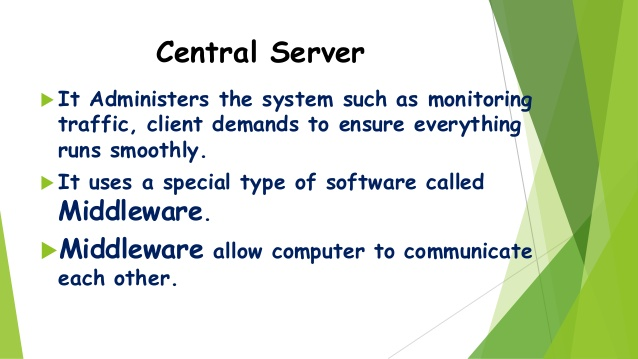 Central Server
It Administers the system such as monitoring
traffic, client demands to ensure everything
runs smoothly.
It uses a special type of software called
Middleware.
Middleware allow computer to communicate
each other.